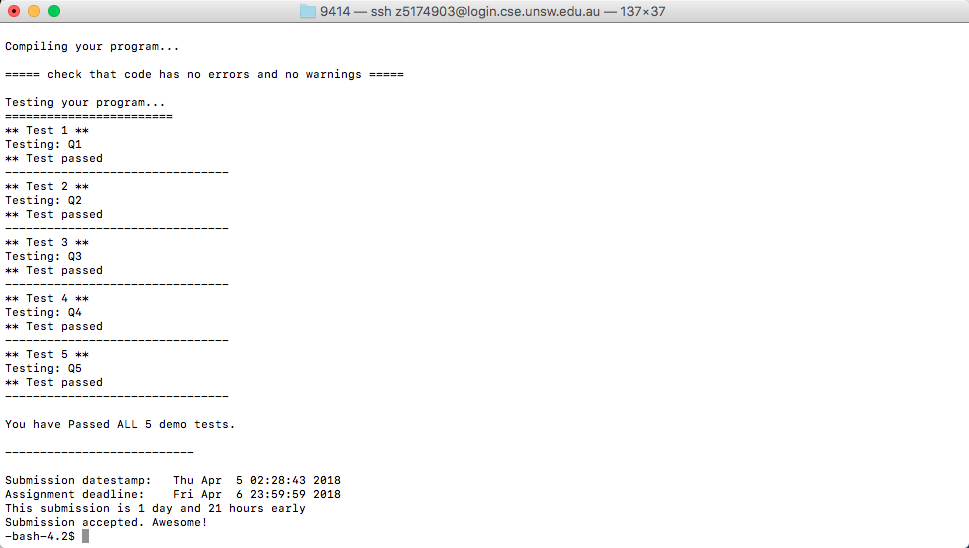 9414 — ssh z5174903@login.cse.unsw.edu.au — 137×37
Compiling your program...
===== check that code has no errors and no warnings =====
Testing your program...
========================
** Test 1 **
Testing: Q1
** Test passed
--------------------------------
** Test 2 **
Testing: Q2
** Test passed
--------------------------------
** Test 3 **
Testing: Q3
** Test passed
--------------------------------
** Test 4 **
Testing: Q4
** Test passed
--------------------------------
** Test 5 **
Testing: Q5
** Test passed
--------------------------------
You have Passed ALL 5 demo tests.
---------------------------
Submission datestamp:   Thu Apr  5 02:28:43 2018
Assignment deadline:    Fri Apr  6 23:59:59 2018
This submission is 1 day and 21 hours early
Submission accepted. Awesome!
-bash-4.2$